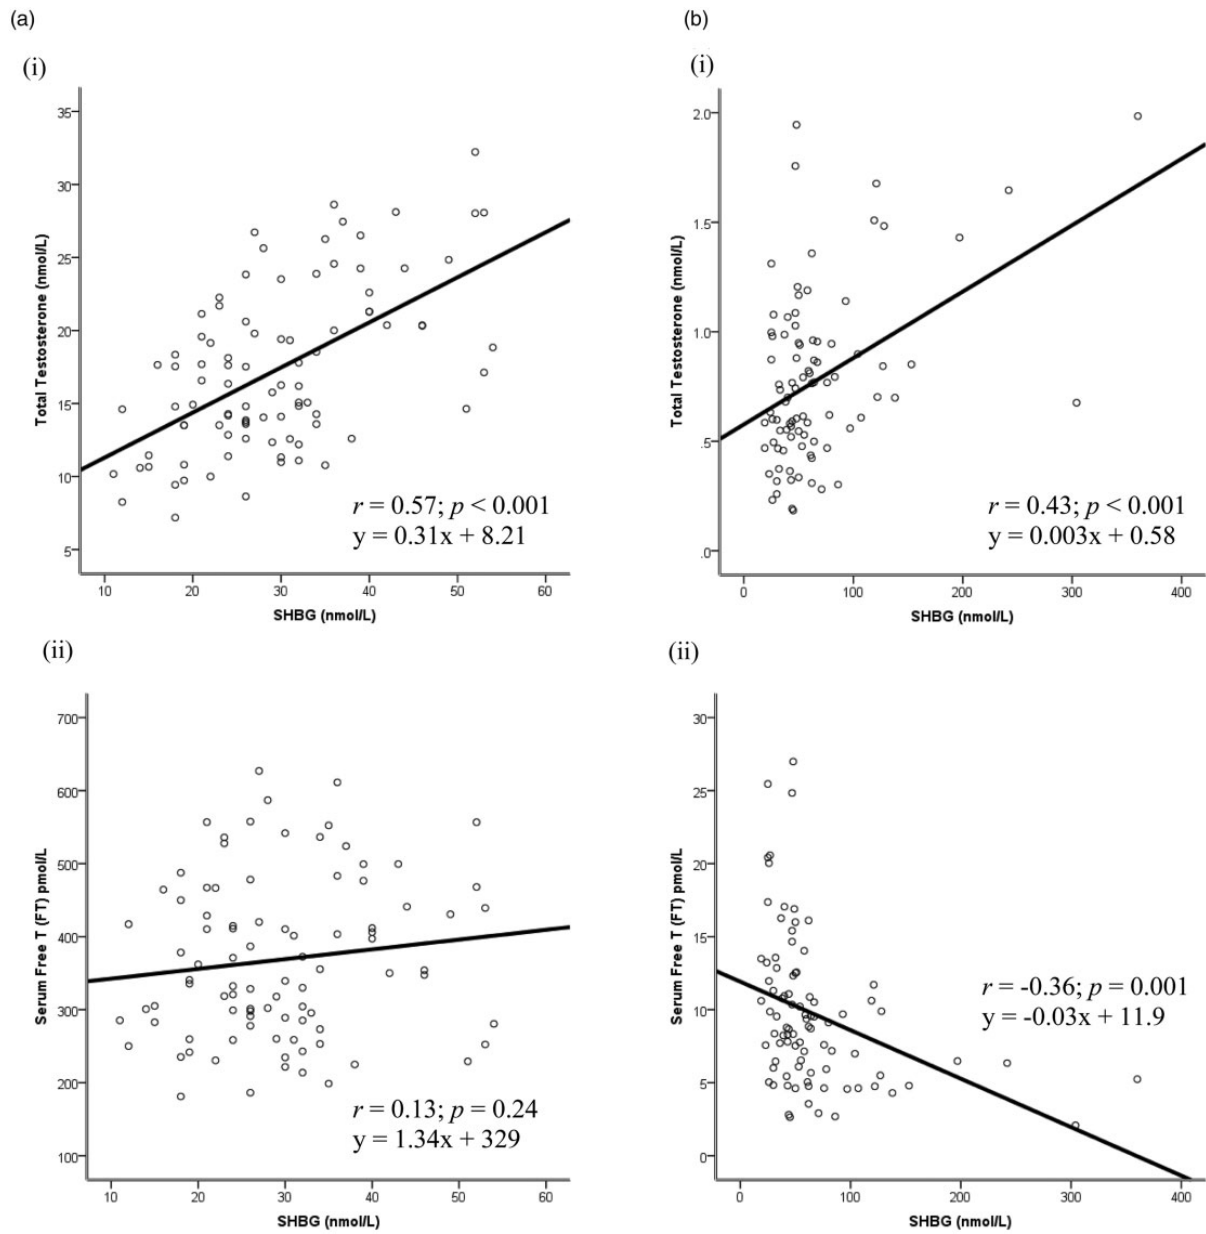 (a)
(i)
35
30
25
20
15
10
5
Total Testosterone (nmol/L)
r = 0.57; p < 0.001
y = 0.31x + 8.21
10 20 30 40 50 60
SHBG (nmol/L)
(b)
(i)
2.0
1.5
1.0
.5
.0
Total Testosterone (nmol/L)
r = 0.43; p < 0.001
y = 0.003x + 0.58
0 100 200 300 400
SHBG (nmol/L)
(ii)
700
600
500
400
300
200
100
Serum Free T (FT) pmol/L
r = 0.13; p = 0.24
y = 1.34x + 329
10 20 30 40 50 60
SHBG (nmol/L)
(ii)
30
25
20
15
10
5
0
Serum Free T (FT) pmol/L
r = -0.36; p = 0.001
y = -0.03x + 11.9
0 100 200 300 400
SHBG (nmol/L)